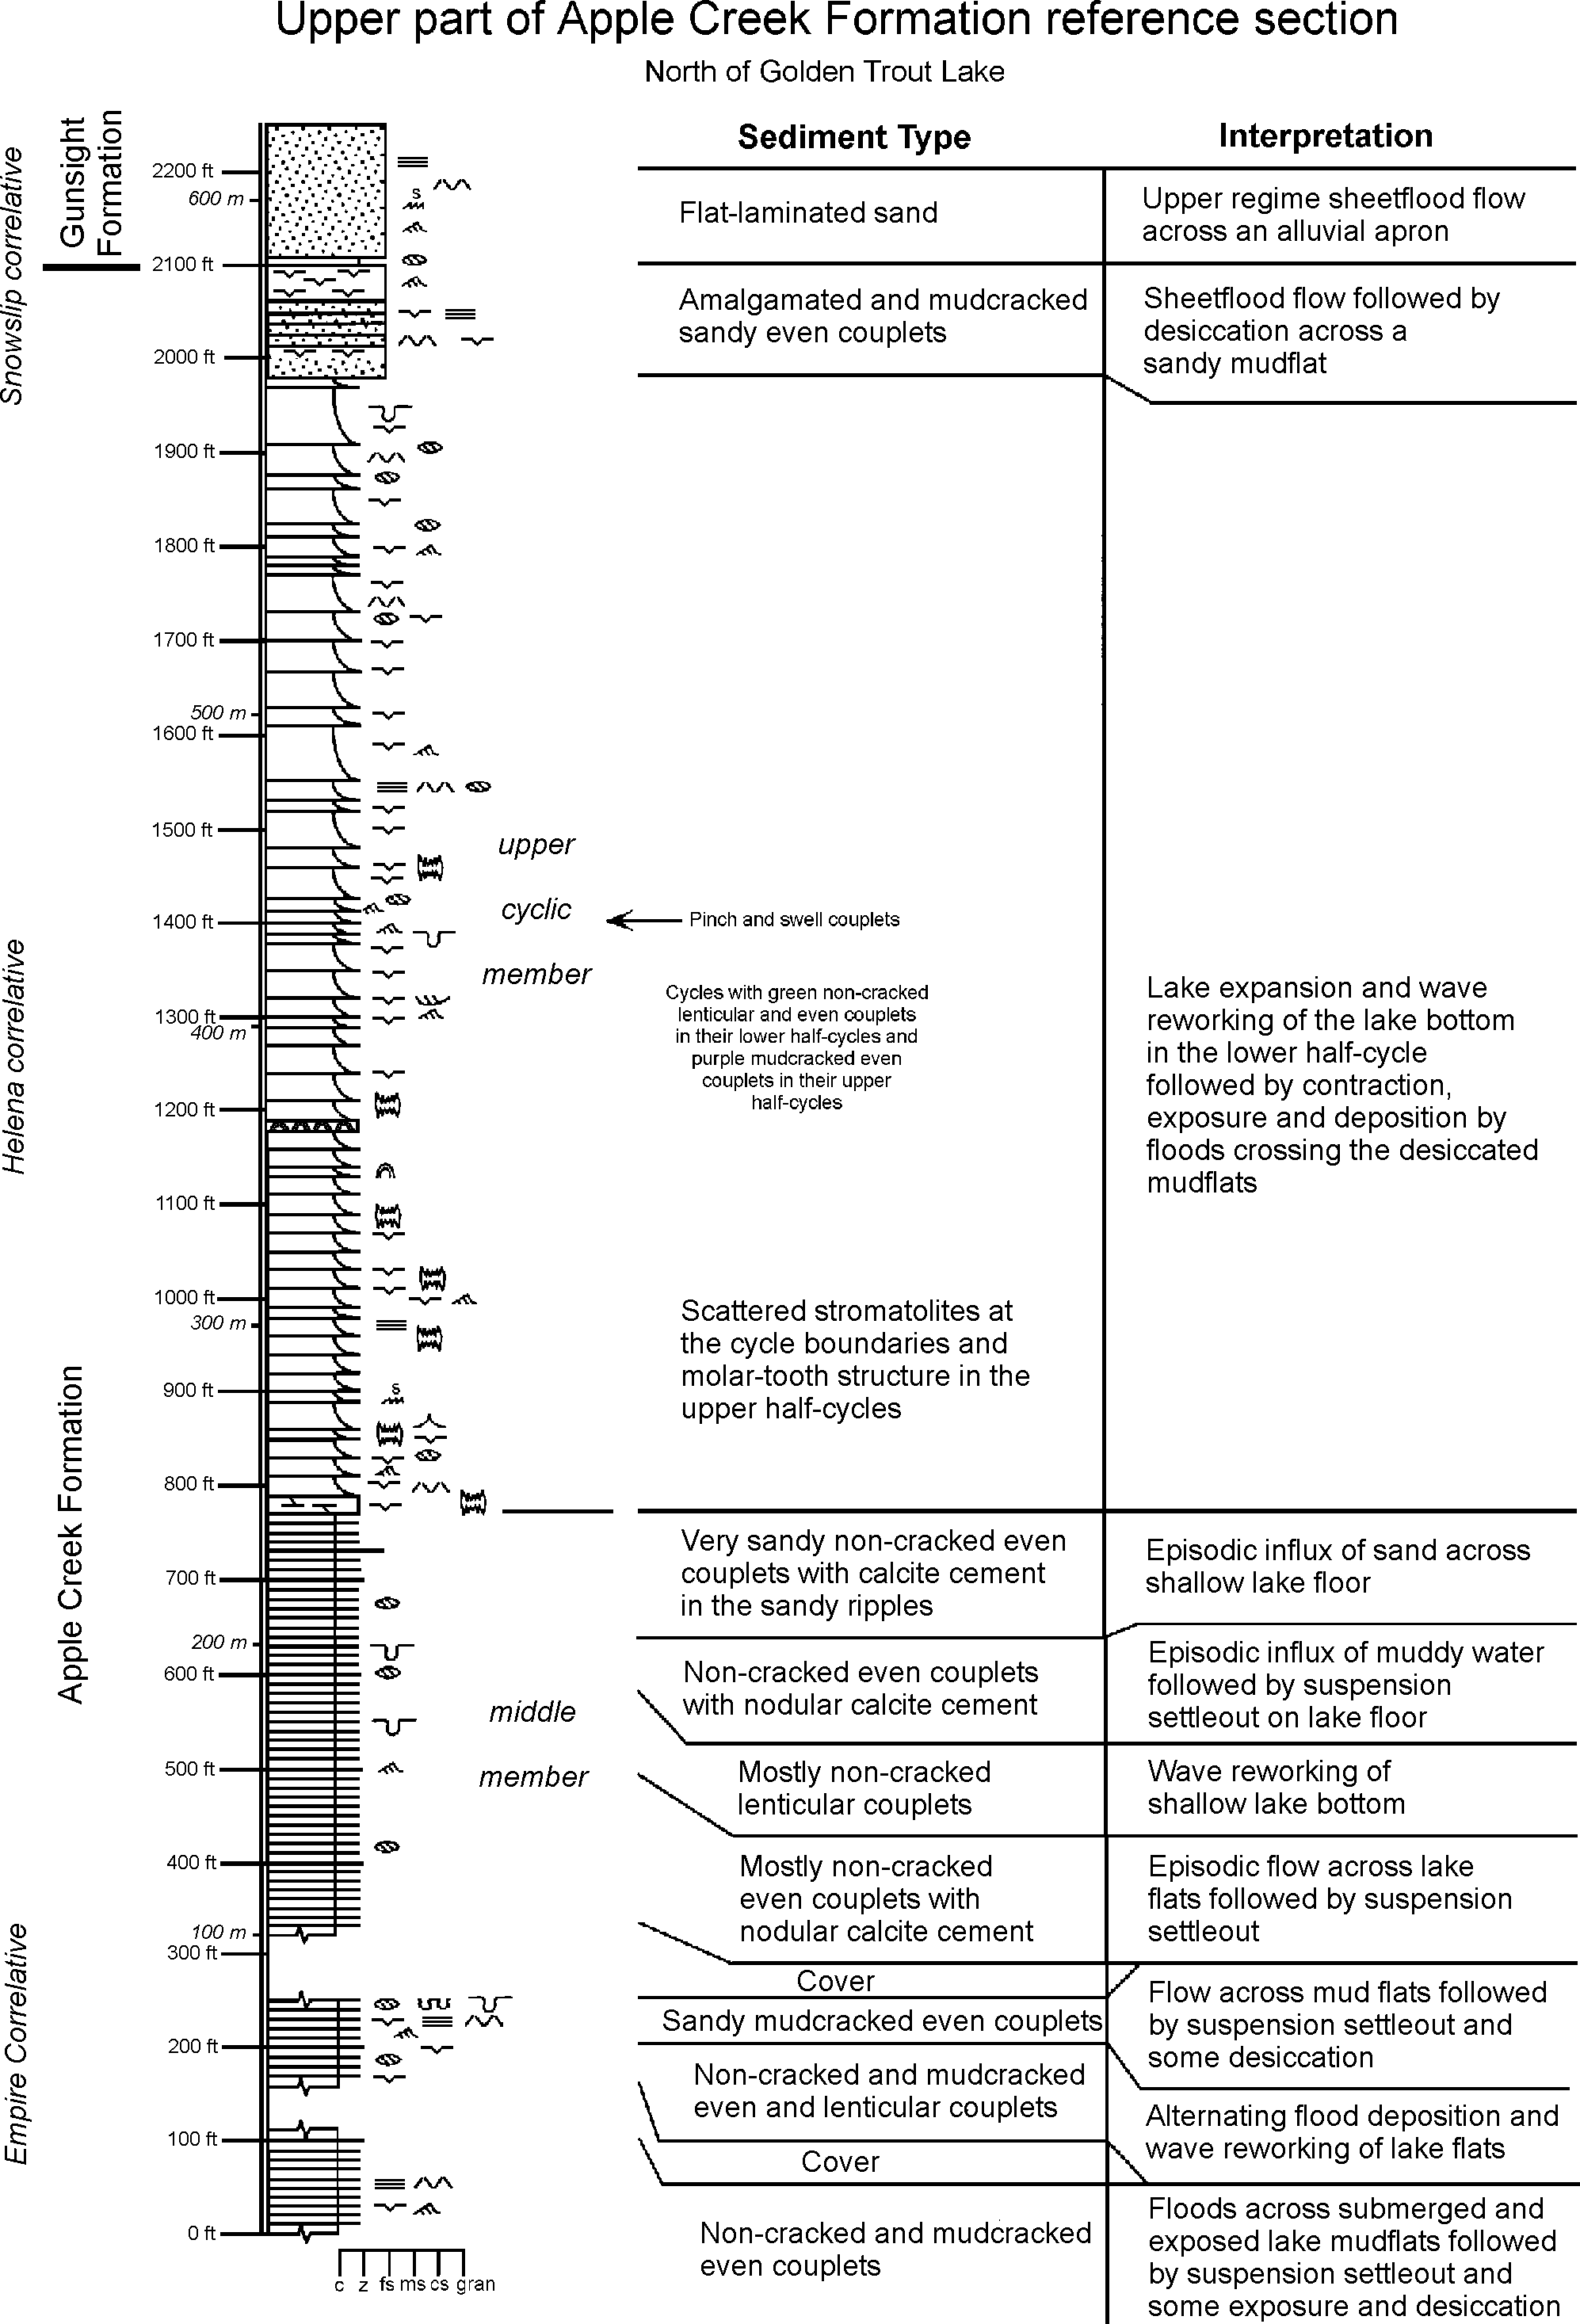 Upper part of Apple Creek Formation reference section
North of Golden Trout Lake
Sediment Type
Interpretation
Snowslip correlative
Gunsight
Formation
Helena correlative
Apple Creek Formation
Empire Correlative
2200 ft
600 m
2100 ft
2000 ft
1900 ft
1800 ft
1700 ft
500 m
1600 ft
1500 ft
1400 ft
1300 ft
400 m
1200 ft
1100 ft
1000 ft
300 m
900 ft
800 ft
700 ft
200 m
600 ft
500 ft
400 ft
100 m
300 ft
200 ft
100 ft
0 ft
s
s
c z fs ms cs gran
upper
cyclic
member
middle
member
Flat-laminated sand
Upper regime sheetflood flow
across an alluvial apron
Amalgamated and mudcracked
sandy even couplets
Sheetflood flow followed by
desiccation across a
sandy mudflat
Pinch and swell couplets
Cycles with green non-cracked
lenticular and even couplets
in their lower half-cycles and
purple mudcracked even
couplets in their upper
half-cycles
Scattered stromatolites at
the cycle boundaries and
molar-tooth structure in the
upper half-cycles
Lake expansion and wave
reworking of the lake bottom
in the lower half-cycle
followed by contraction,
exposure and deposition by
floods crossing the desiccated
mudflats
Very sandy non-cracked even
couplets with calcite cement
in the sandy ripples
Episodic influx of sand across
shallow lake floor
Non-cracked even couplets
with nodular calcite cement
Episodic influx of muddy water
followed by suspension
settleout on lake floor
Mostly non-cracked
lenticular couplets
Wave reworking of
shallow lake bottom
Mostly non-cracked
even couplets with
nodular calcite cement
Episodic flow across lake
flats followed by suspension
settleout
Cover
Sandy mudcracked even couplets
Flow across mud flats followed
by suspension settleout and
some desiccation
Non-cracked and mudcracked
even and lenticular couplets
Alternating flood deposition and
wave reworking of lake flats
Cover
Non-cracked and mudcracked
even couplets
Floods across submerged and
exposed lake mudflats followed
by suspension settleout and
some exposure and desiccation